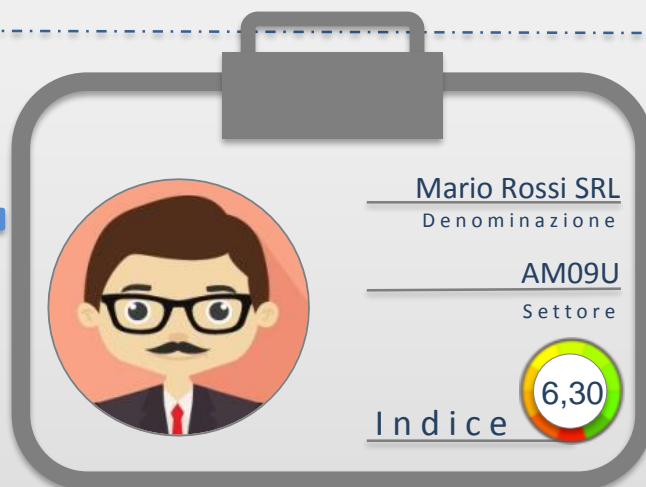 Mario Rossi SRL
Denominazione
AM09U
Settore
Indice 6,30